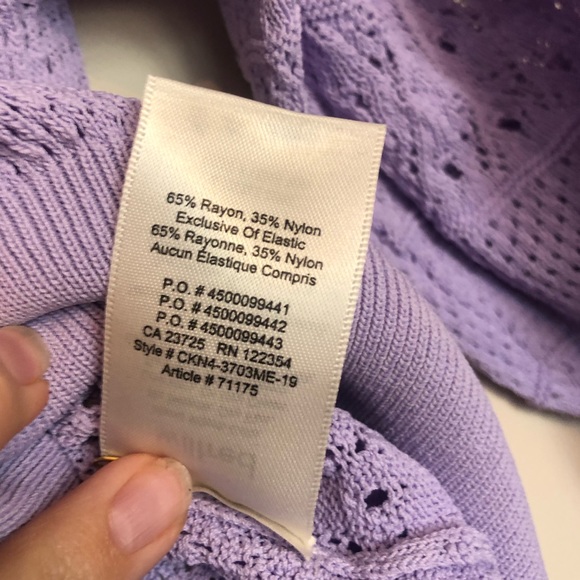 65% Rayon, 35% Nylon
Exclusive Of Elastic
65% Rayonne, 35% Nylon
Aucun Élastique Compris
P.O. # 4500099441
P.O. # 4500099442
P.O. # 4500099443
CA 23725 RN 122354
Style # CKN4-3703ME-19
Article # 71175